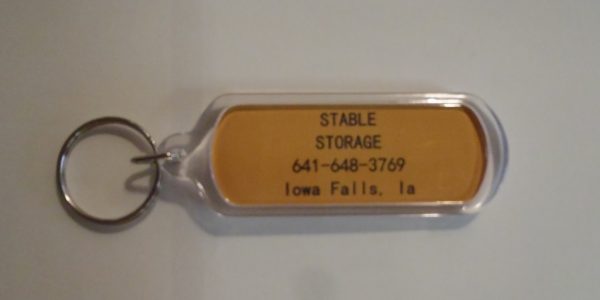 STABLE
STORAGE
641-648-3769
Iowa Falls, Ia